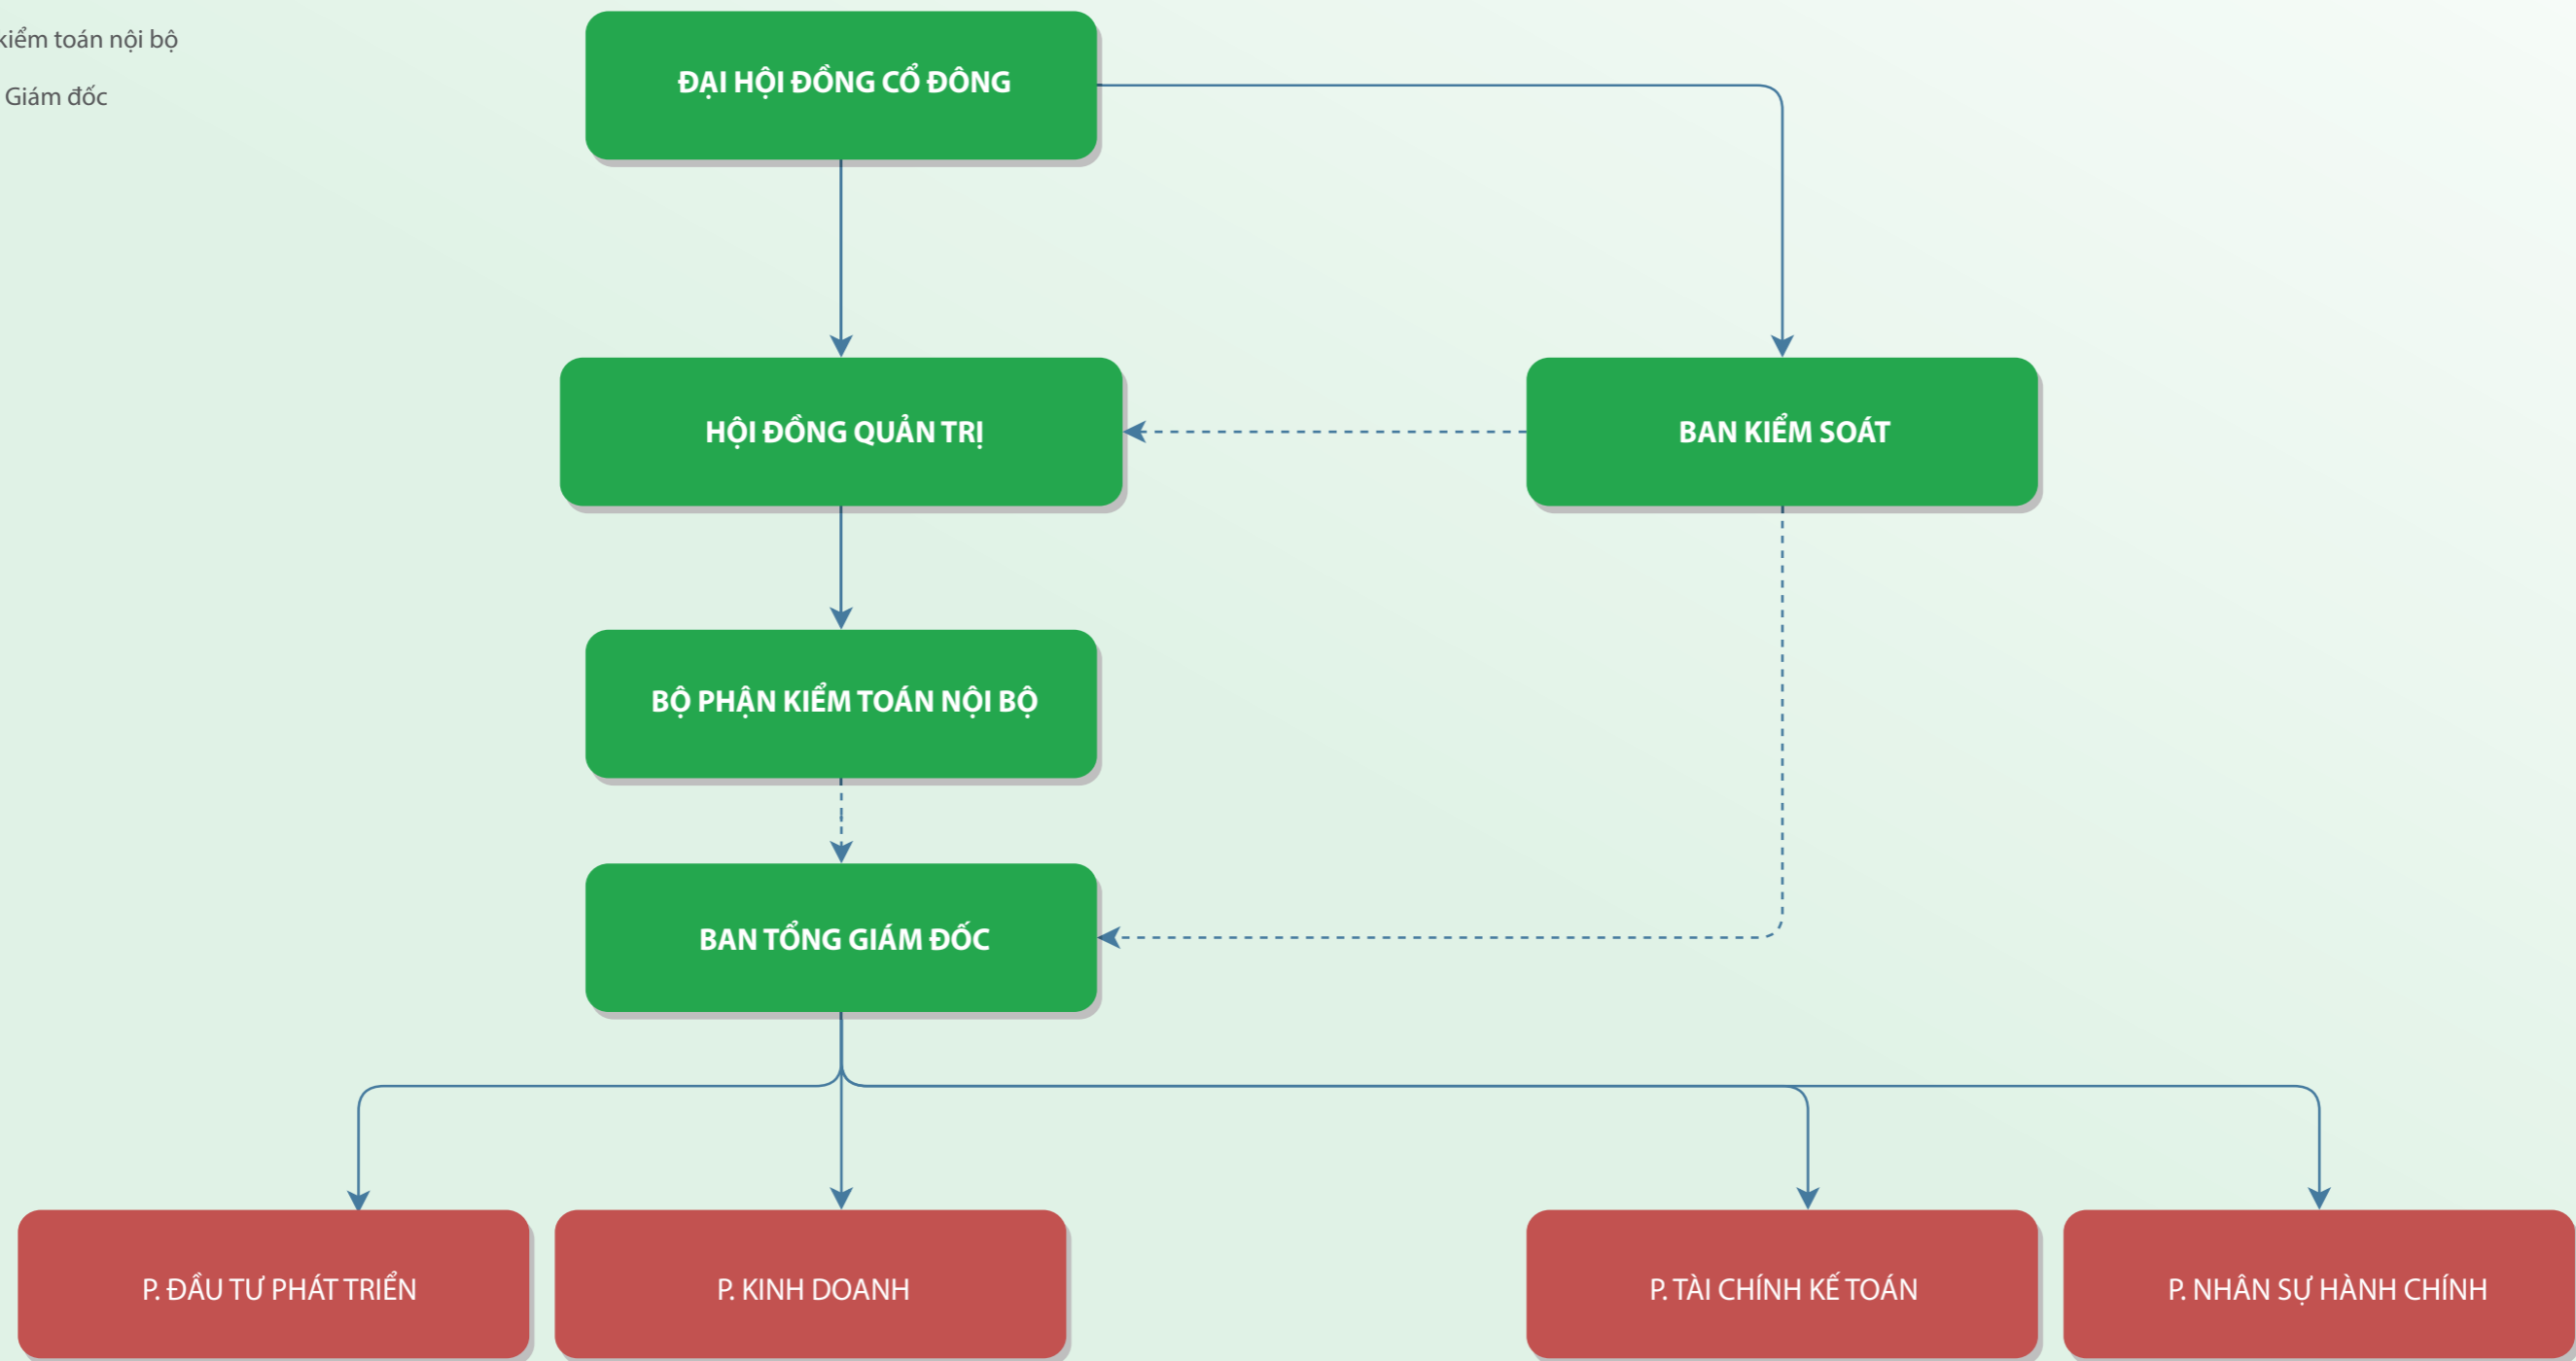 kiểm toán nội bộ
Giám đốc
ĐẠI HỘI ĐỒNG CỔ ĐÔNG
HỘI ĐỒNG QUẢN TRỊ
BAN KIỂM SOÁT
BỘ PHẬN KIỂM TOÁN NỘI BỘ
BAN TỔNG GIÁM ĐỐC
P. ĐẦU TƯ PHÁT TRIỂN
P. KINH DOANH
P. TÀI CHÍNH KẾ TOÁN
P. NHÂN SỰ HÀNH CHÍNH